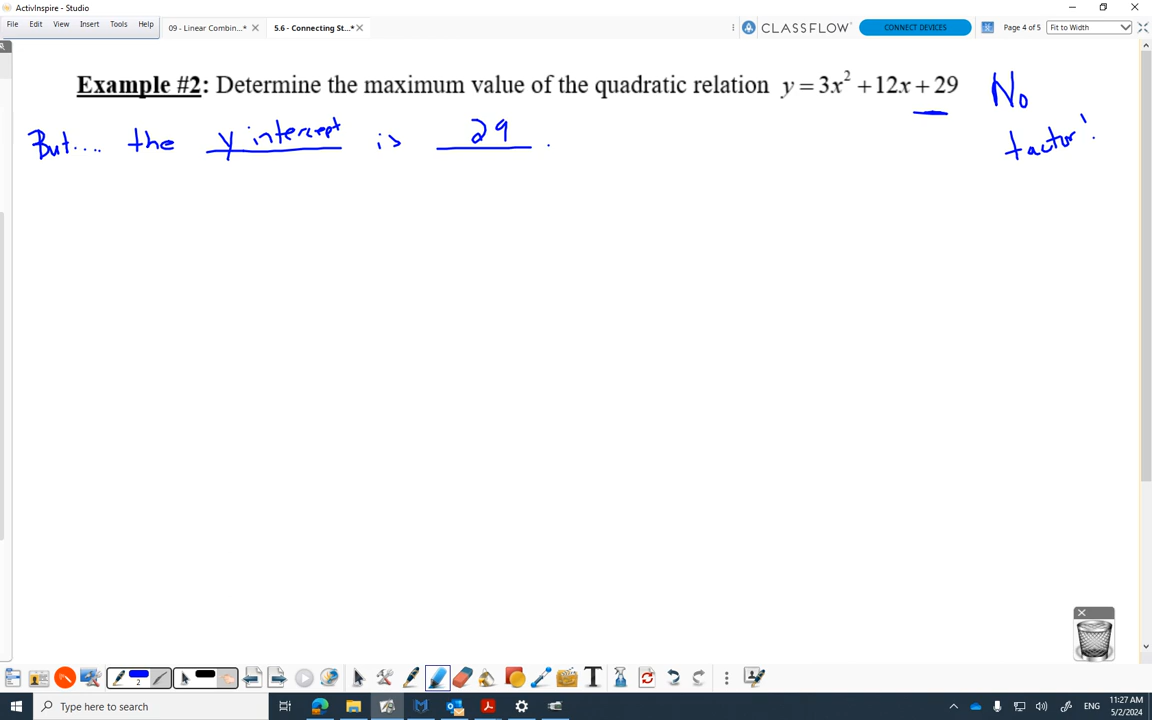 ActivInspire - Studio
File Edit View Insert Tools Help
09 - Linear Combin...*
5.6 - Connecting St...*
CLASSFLOW
CONNECT DEVICES
Page 4 of 5
Fit to Width
Example #2: Determine the maximum value of the quadratic relation y = 3x² + 12x + 29 No
But.... the y intercept is 29 .
factor'.
2
Type here to search
ENG
11:27 AM
5/2/2024